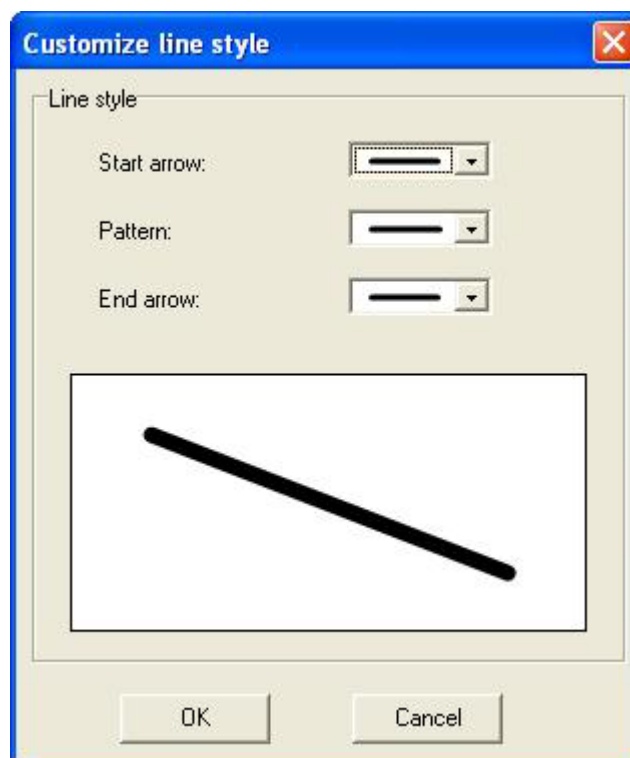 Customize line style
Line style
Start arrow:
Pattern:
End arrow:
OK
Cancel